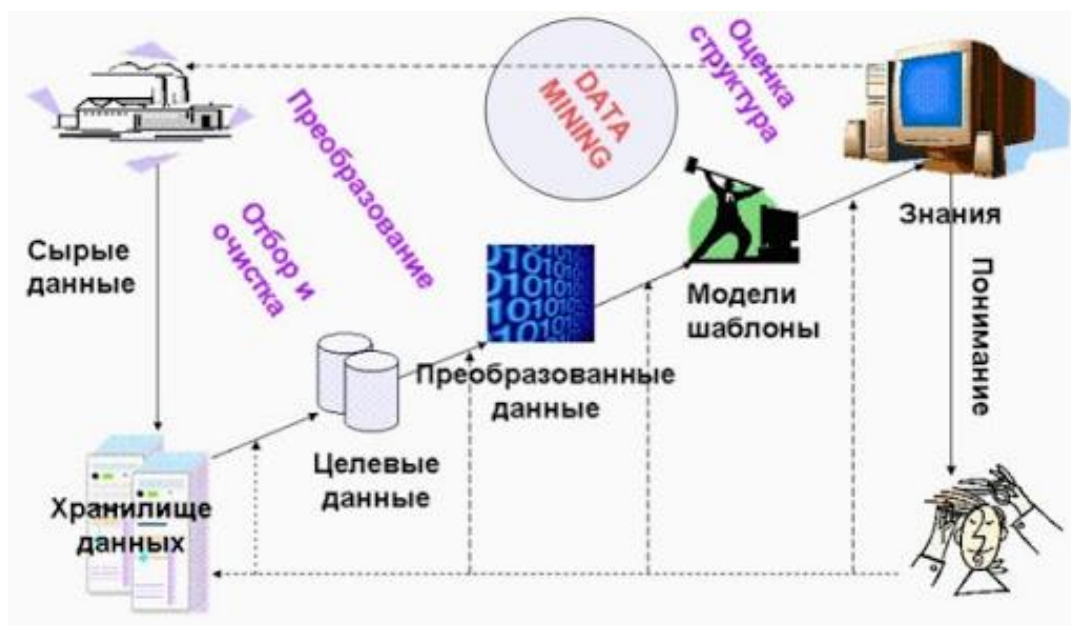 Оценка
структура
DATA
MINING
Преобразование
Отбор и
очистка
Сырые
данные
Знания
Понимание
Модели
шаблоны
Преобразованные
данные
Целевые
данные
Хранилище
данных